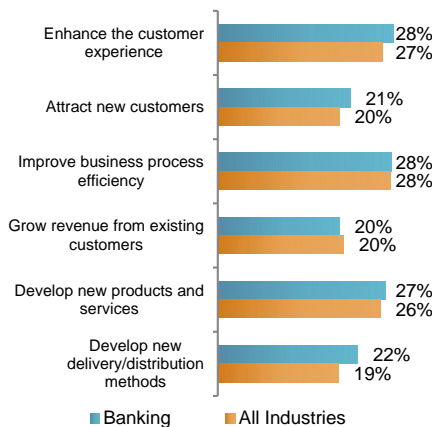 Enhance the customer
experience
28%
27%
Attract new customers
21%
20%
Improve business process
efficiency
28%
28%
Grow revenue from existing
customers
20%
20%
Develop new products and
services
27%
26%
Develop new
delivery/distribution
methods
22%
19%
Banking
All Industries